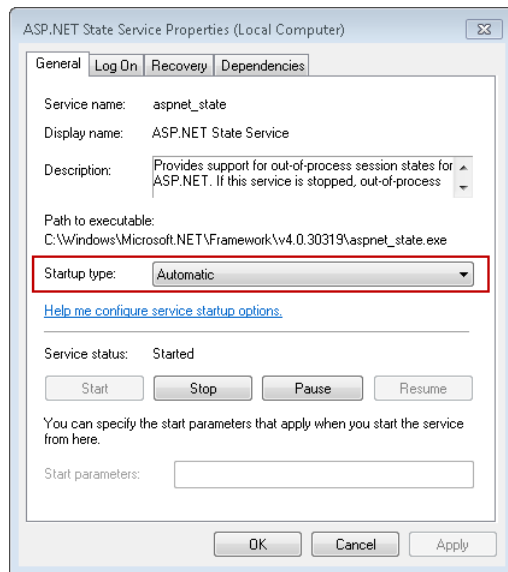 ASP.NET State Service Properties (Local Computer)
General Log On Recovery Dependencies
Service name: aspnet_state
Display name: ASP.NET State Service
Description: Provides support for out-of-process session states for
ASP.NET. If this service is stopped, out-of-process
Path to executable:
C:\Windows\Microsoft.NET\Framework\v4.0.30319\aspnet_state.exe
Startup type: Automatic
Help me configure service startup options.
Service status: Started
Start Stop Pause Resume
You can specify the start parameters that apply when you start the service
from here.
Start parameters:
OK Cancel Apply